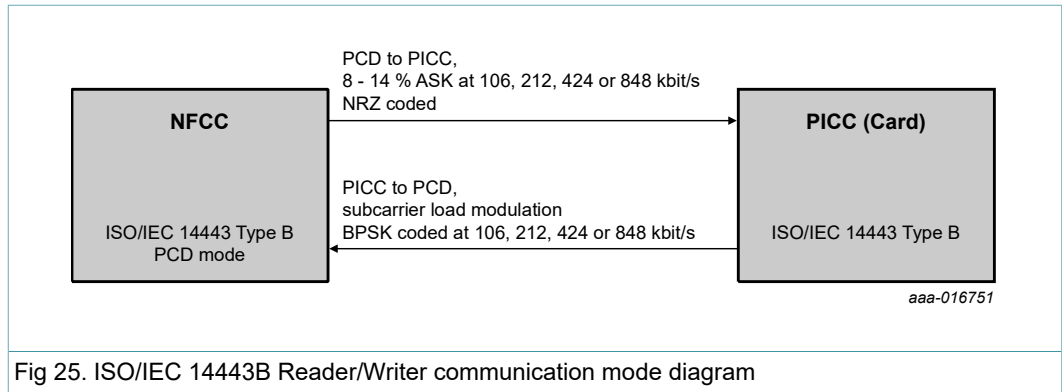 PCD to PICC,
8 - 14 % ASK at 106, 212, 424 or 848 kbit/s
NRZ coded
NFCC
PICC (Card)
PICC to PCD,
subcarrier load modulation
BPSK coded at 106, 212, 424 or 848 kbit/s
ISO/IEC 14443 Type B
PCD mode
ISO/IEC 14443 Type B
aaa-016751
Fig 25. ISO/IEC 14443B Reader/Writer communication mode diagram